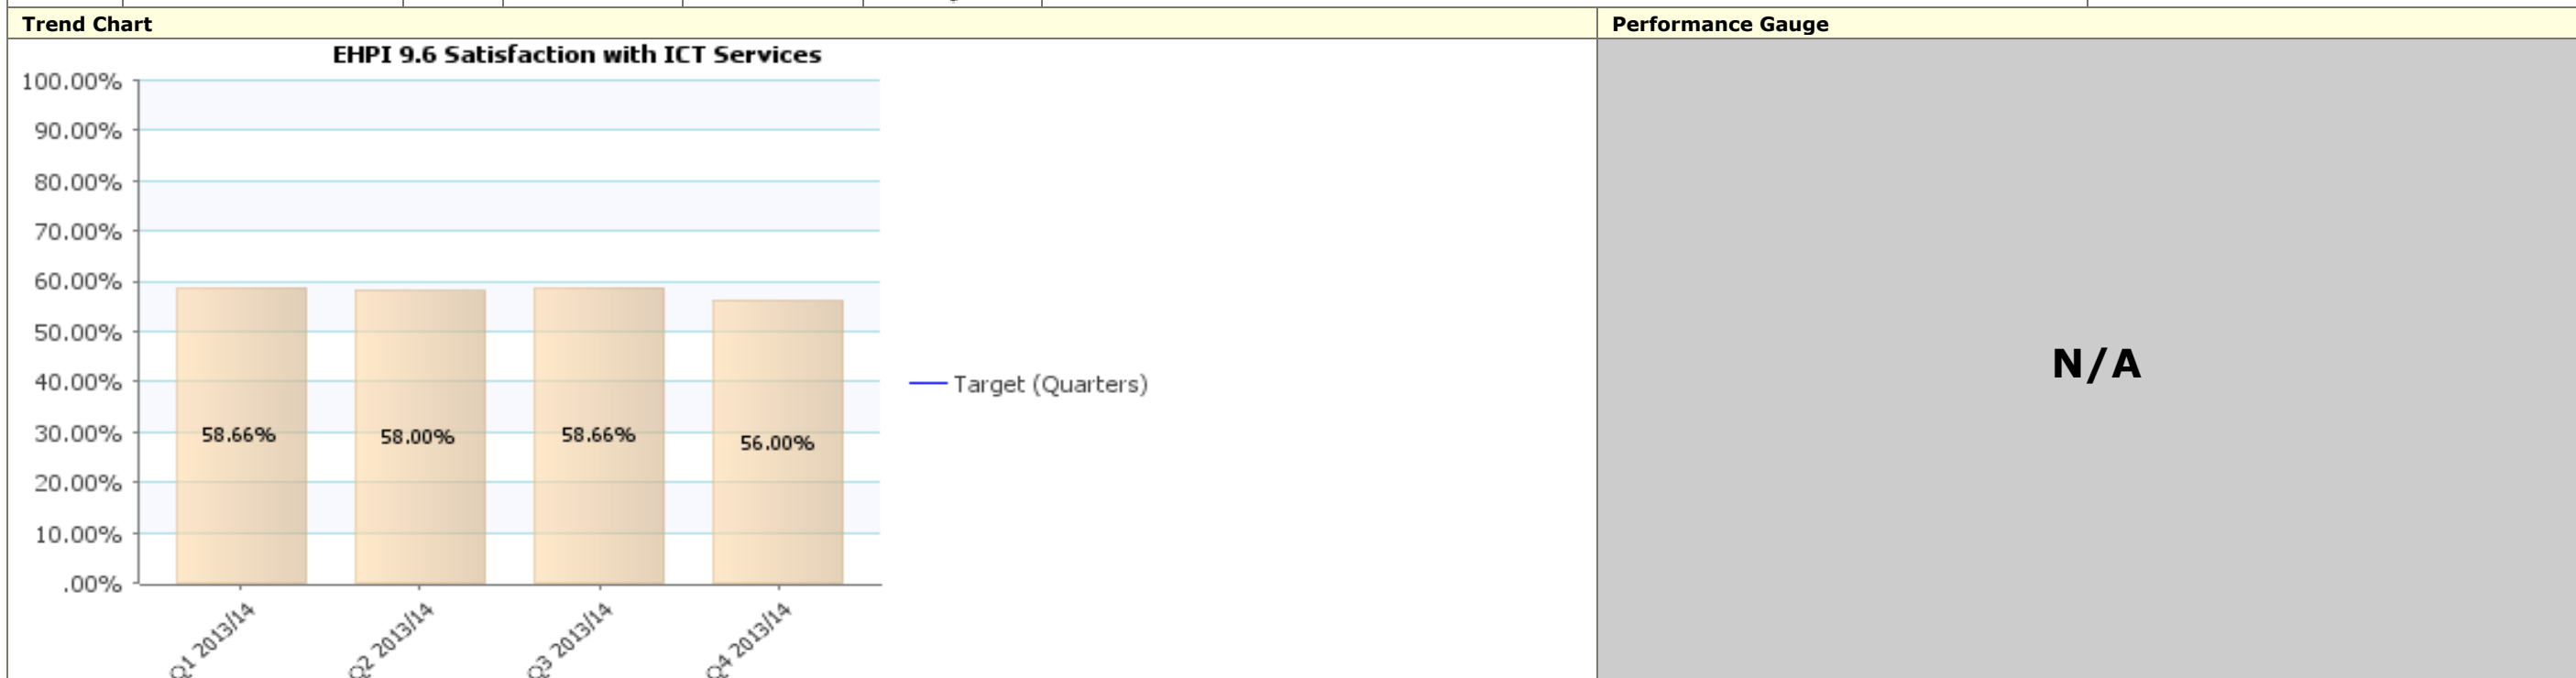 Trend Chart
Performance Gauge
EHPI 9.6 Satisfaction with ICT Services
100.00%
90.00%
80.00%
70.00%
60.00%
50.00%
40.00%
30.00%
20.00%
10.00%
.00%
58.66%
58.00%
58.66%
56.00%
Q1 2013/14
Q2 2013/14
Q3 2013/14
Q4 2013/14
Target (Quarters)
N/A